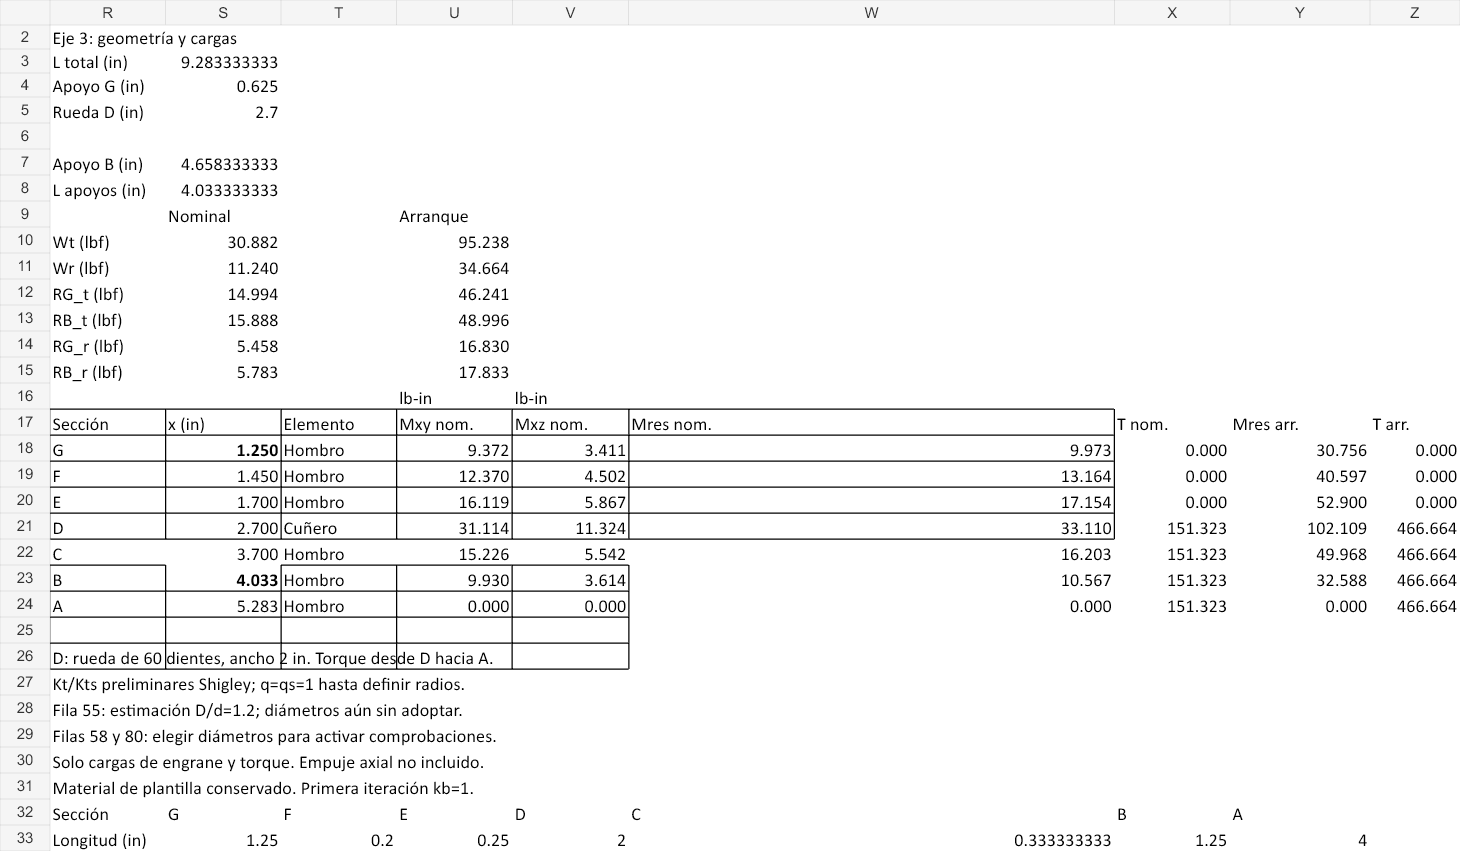 R S T U V W X Y Z
2 Eje 3: geometría y cargas
3 L total (in) 9.283333333
4 Apoyo G (in) 0.625
5 Rueda D (in) 2.7
6
7 Apoyo B (in) 4.658333333
8 L apoyos (in) 4.033333333
9 Nominal Arranque
10 Wt (lbf) 30.882 95.238
11 Wr (lbf) 11.240 34.664
12 RG_t (lbf) 14.994 46.241
13 RB_t (lbf) 15.888 48.996
14 RG_r (lbf) 5.458 16.830
15 RB_r (lbf) 5.783 17.833
16 lb-in lb-in
17 Sección x (in) Elemento Mxy nom. Mxz nom. Mres nom. T nom. Mres arr. T arr.
18 G 1.250 Hombro 9.372 3.411 9.973 0.000 30.756 0.000
19 F 1.450 Hombro 12.370 4.502 13.164 0.000 40.597 0.000
20 E 1.700 Hombro 16.119 5.867 17.154 0.000 52.900 0.000
21 D 2.700 Cuñero 31.114 11.324 33.110 151.323 102.109 466.664
22 C 3.700 Hombro 15.226 5.542 16.203 151.323 49.968 466.664
23 B 4.033 Hombro 9.930 3.614 10.567 151.323 32.588 466.664
24 A 5.283 Hombro 0.000 0.000 0.000 151.323 0.000 466.664
25
26 D: rueda de 60 dientes, ancho 2 in. Torque desde D hacia A.
27 Kt/Kts preliminares Shigley; q=qs=1 hasta definir radios.
28 Fila 55: estimación D/d=1.2; diámetros aún sin adoptar.
29 Filas 58 y 80: elegir diámetros para activar comprobaciones.
30 Solo cargas de engrane y torque. Empuje axial no incluido.
31 Material de plantilla conservado. Primera iteración kb=1.
32 Sección G F E D C B A
33 Longitud (in) 1.25 0.2 0.25 2 0.333333333 1.25 4